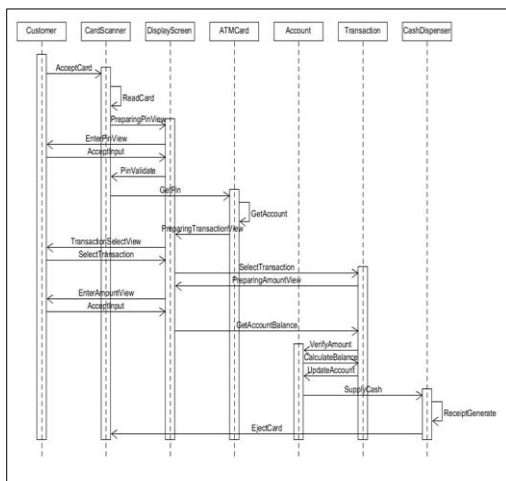 Customer CardScanner DisplayScreen ATMCard Account Transaction CashDispenser
AcceptCard
ReadCard
PreparingPinView
EnterPinView
AcceptInput
PinValidate
GetPin
GetAccount
PreparingTransactionView
TransactionSelectView
SelectTransaction
SelectTransaction
PreparingAmountView
EnterAmountView
AcceptInput
GetAccountBalance
VerifyAmount
CalculateBalance
UpdateAccount
SupplyCash
ReceiptGenerate
EjectCard